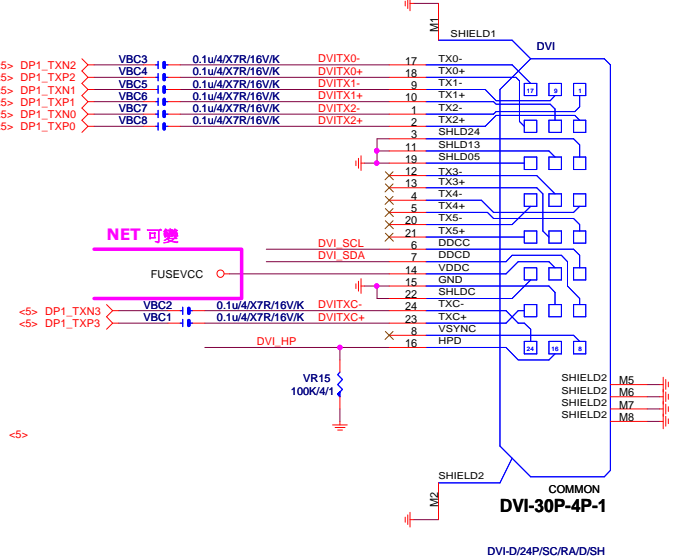 M1
SHIELD1
DVI
5> DP1_TXN2 VBC3 0.1u/4/X7R/16V/K DVITX0- 17 TX0-
5> DP1_TXP2 VBC4 0.1u/4/X7R/16V/K DVITX0+ 18 TX0+
5> DP1_TXN1 VBC5 0.1u/4/X7R/16V/K DVITX1- 9 TX1-
5> DP1_TXP1 VBC6 0.1u/4/X7R/16V/K DVITX1+ 10 TX1+
5> DP1_TXN0 VBC7 0.1u/4/X7R/16V/K DVITX2- 1 TX2-
5> DP1_TXP0 VBC8 0.1u/4/X7R/16V/K DVITX2+ 2 TX2+
17 9 1
3 SHLD24
11 SHLD13
19 SHLD05
12 TX3-
13 TX3+
4 TX4-
5 TX4+
20 TX5-
21 TX5+
NET 可變
DVI_SCL 6 DDCC
DVI_SDA 7 DDCD
FUSEVCC 14 VDDC
15 GND
22 SHLDC
<5> DP1_TXN3 VBC2 0.1u/4/X7R/16V/K DVITXC- 24 TXC-
<5> DP1_TXP3 VBC1 0.1u/4/X7R/16V/K DVITXC+ 23 TXC+
8 VSYNC
DVI_HP 16 HPD
24 16 8
VR15
100K/4/1
SHIELD2 M5
SHIELD2 M6
SHIELD2 M7
SHIELD2 M8
<5>
SHIELD2
M2
COMMON
DVI-30P-4P-1
DVI-D/24P/SC/RA/D/SH